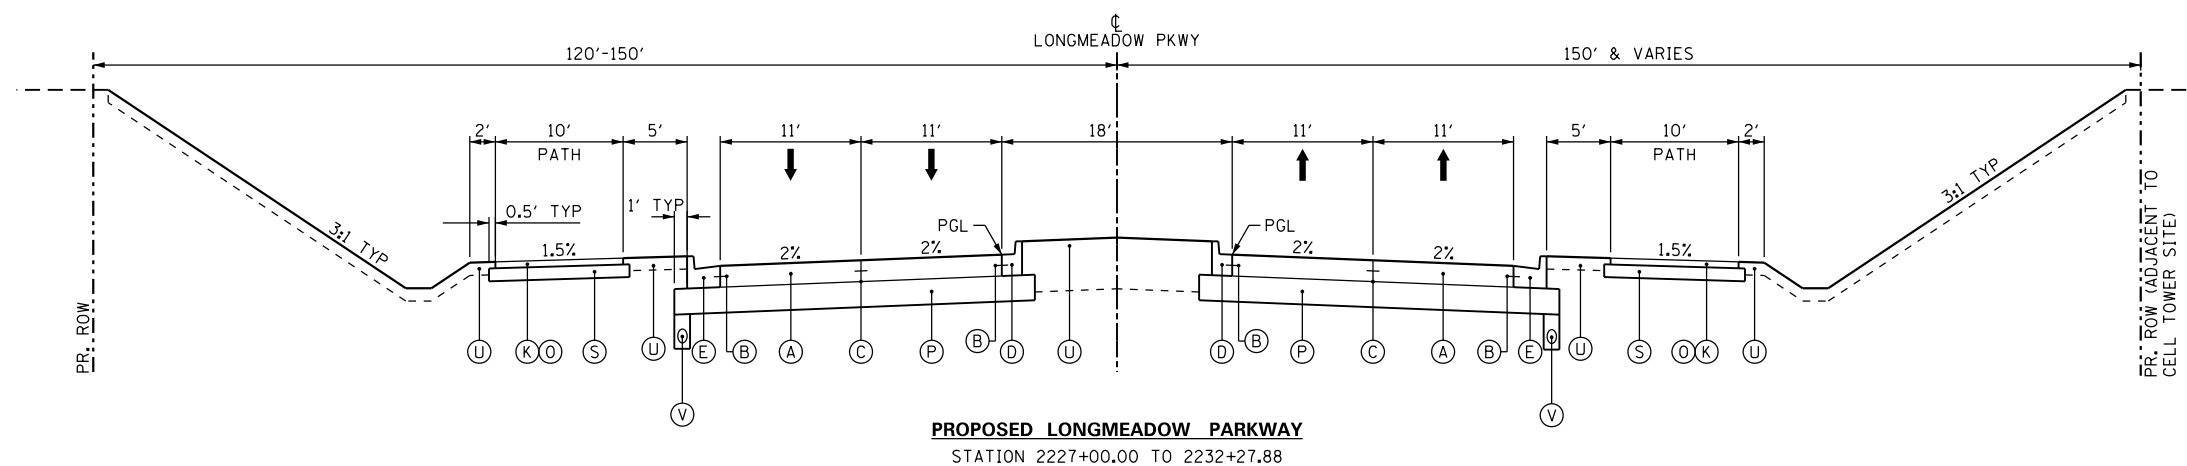 ℄
LONGMEADOW PKWY
120'-150'
150' & VARIES
2' 10' 5' 11' 11' 18' 11' 11' 5' 10' 2'
PATH
PATH
3:1 TYP
0.5' TYP
1' TYP
PGL
PGL
3:1 TYP
1.5%
2%
2%
2%
2%
1.5%
PR. ROW
PR. ROW (ADJACENT TO
CELL TOWER SITE)
U K O S U E B A C P B D U D B P C A B E U S O K U
V
V
PROPOSED LONGMEADOW PARKWAY
STATION 2227+00.00 TO 2232+27.88